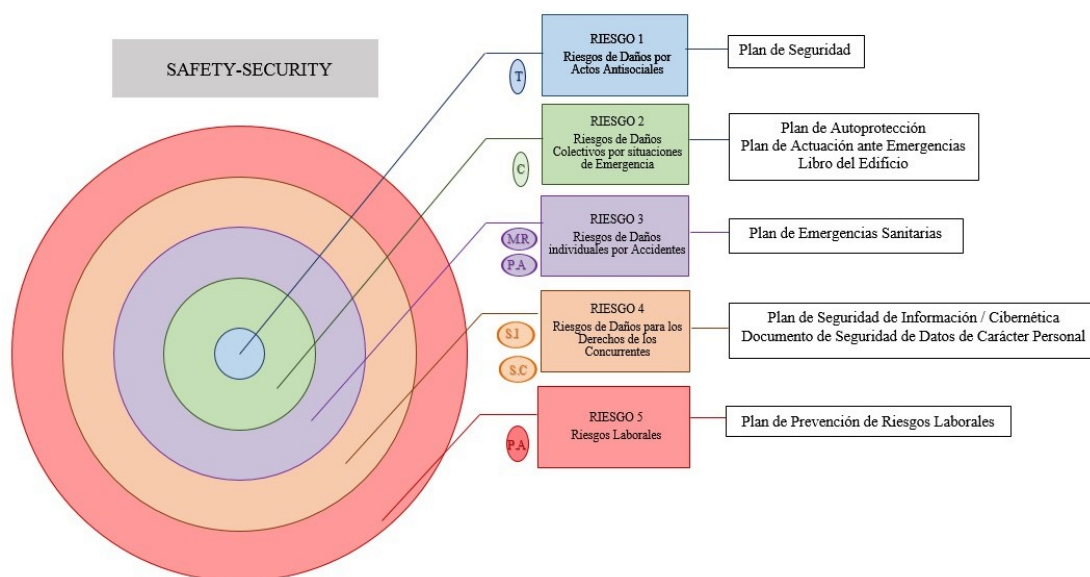 SAFETY-SECURITY
RIESGO 1
Riesgos de Daños por
Actos Antisociales
T
Plan de Seguridad
RIESGO 2
Riesgos de Daños
Colectivos por situaciones
de Emergencia
C
Plan de Autoprotección
Plan de Actuación ante Emergencias
Libro del Edificio
RIESGO 3
Riesgos de Daños
individuales por Accidentes
MR
P.A
Plan de Emergencias Sanitarias
RIESGO 4
Riesgos de Daños para los
Derechos de los
Concurrentes
S.I
S.C
Plan de Seguridad de Información / Cibernética
Documento de Seguridad de Datos de Carácter Personal
RIESGO 5
Riesgos Laborales
P.A
Plan de Prevención de Riesgos Laborales